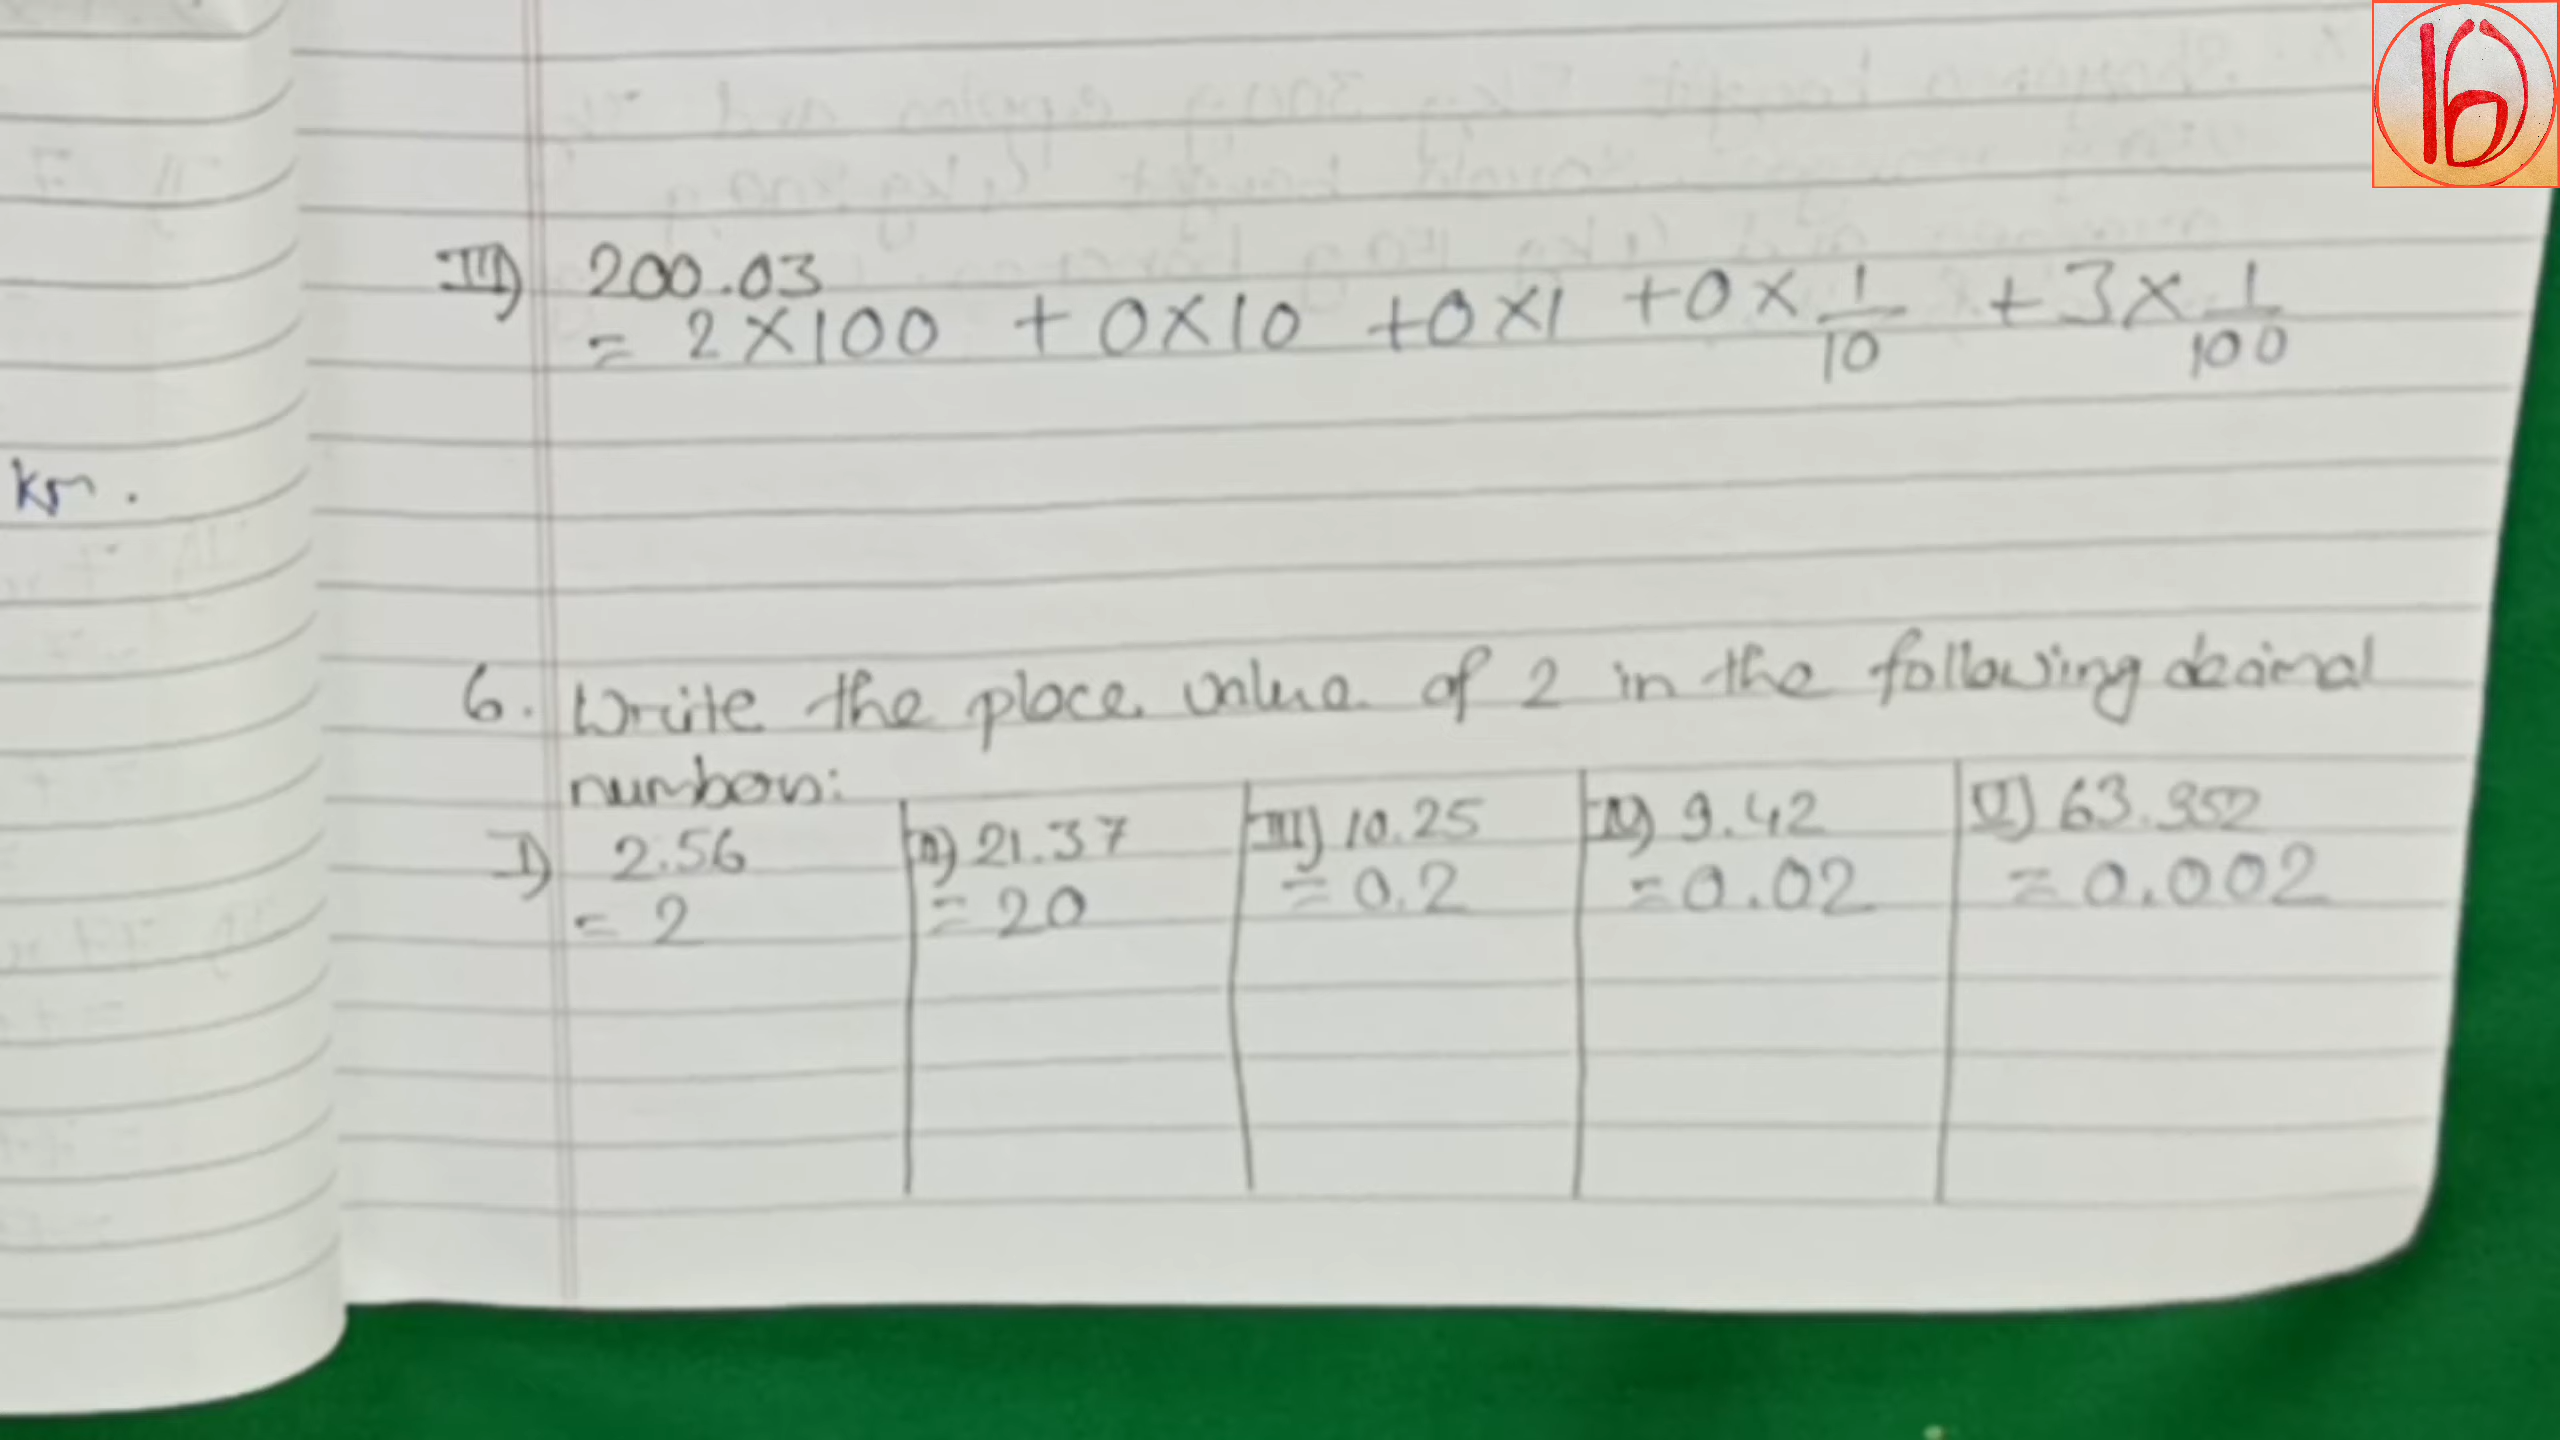 km.
III) 200.03
= 2 × 100 + 0 × 10 + 0 × 1 + 0 × 1/10 + 3 × 1/100
6. Write the place value of 2 in the following decimal
numbers:
I) 2.56
= 2
II) 21.37
= 20
III) 10.25
= 0.2
IV) 9.42
= 0.02
V) 63.352
= 0.002